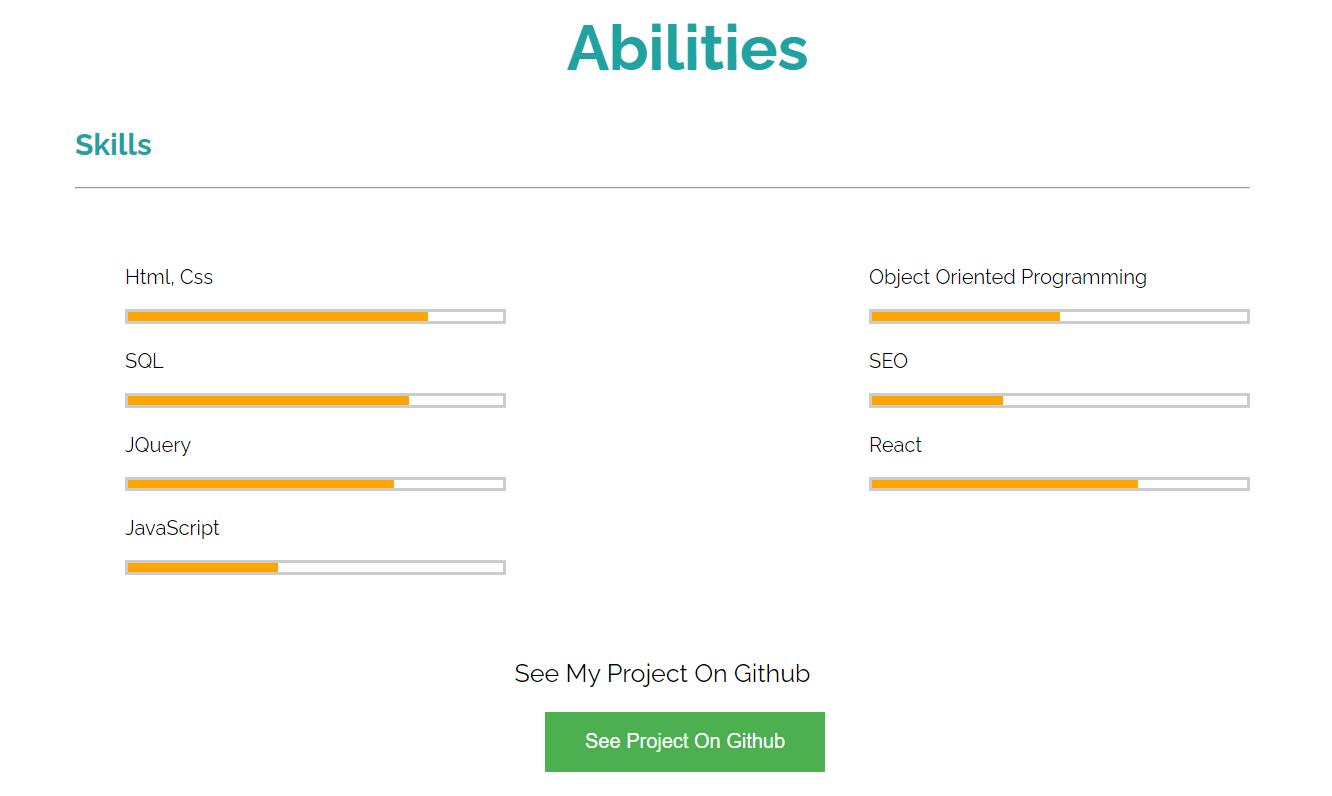 Abilities
Skills
Html, Css
SQL
JQuery
JavaScript
Object Oriented Programming
SEO
React
See My Project On Github
See Project On Github